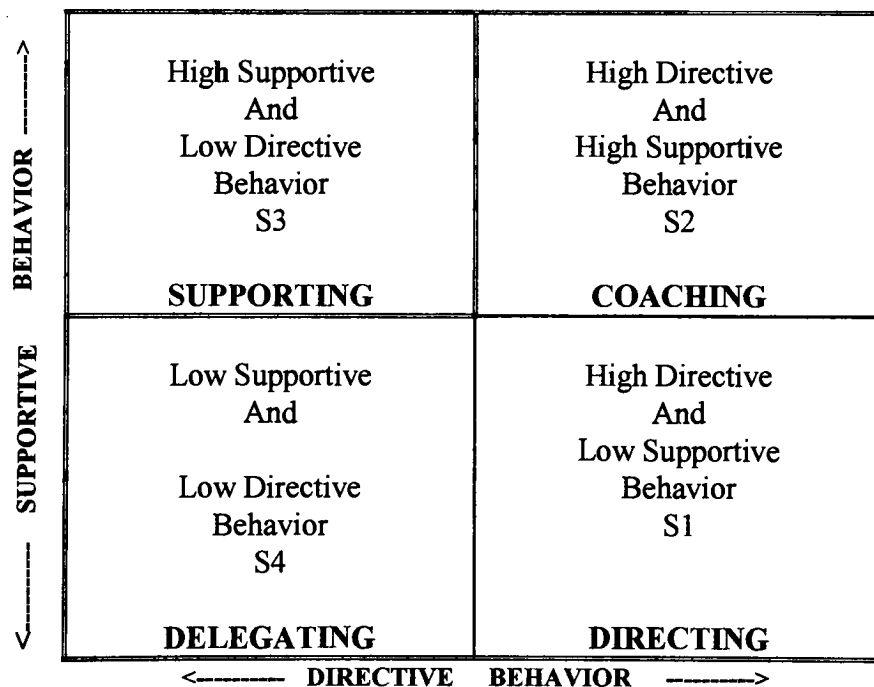 High Supportive
And
Low Directive
Behavior
S3
SUPPORTING
High Directive
And
High Supportive
Behavior
S2
COACHING
Low Supportive
And
Low Directive
Behavior
S4
DELEGATING
High Directive
And
Low Supportive
Behavior
S1
DIRECTING
<--------- SUPPORTIVE BEHAVIOR --------->
<---------- DIRECTIVE BEHAVIOR --------->